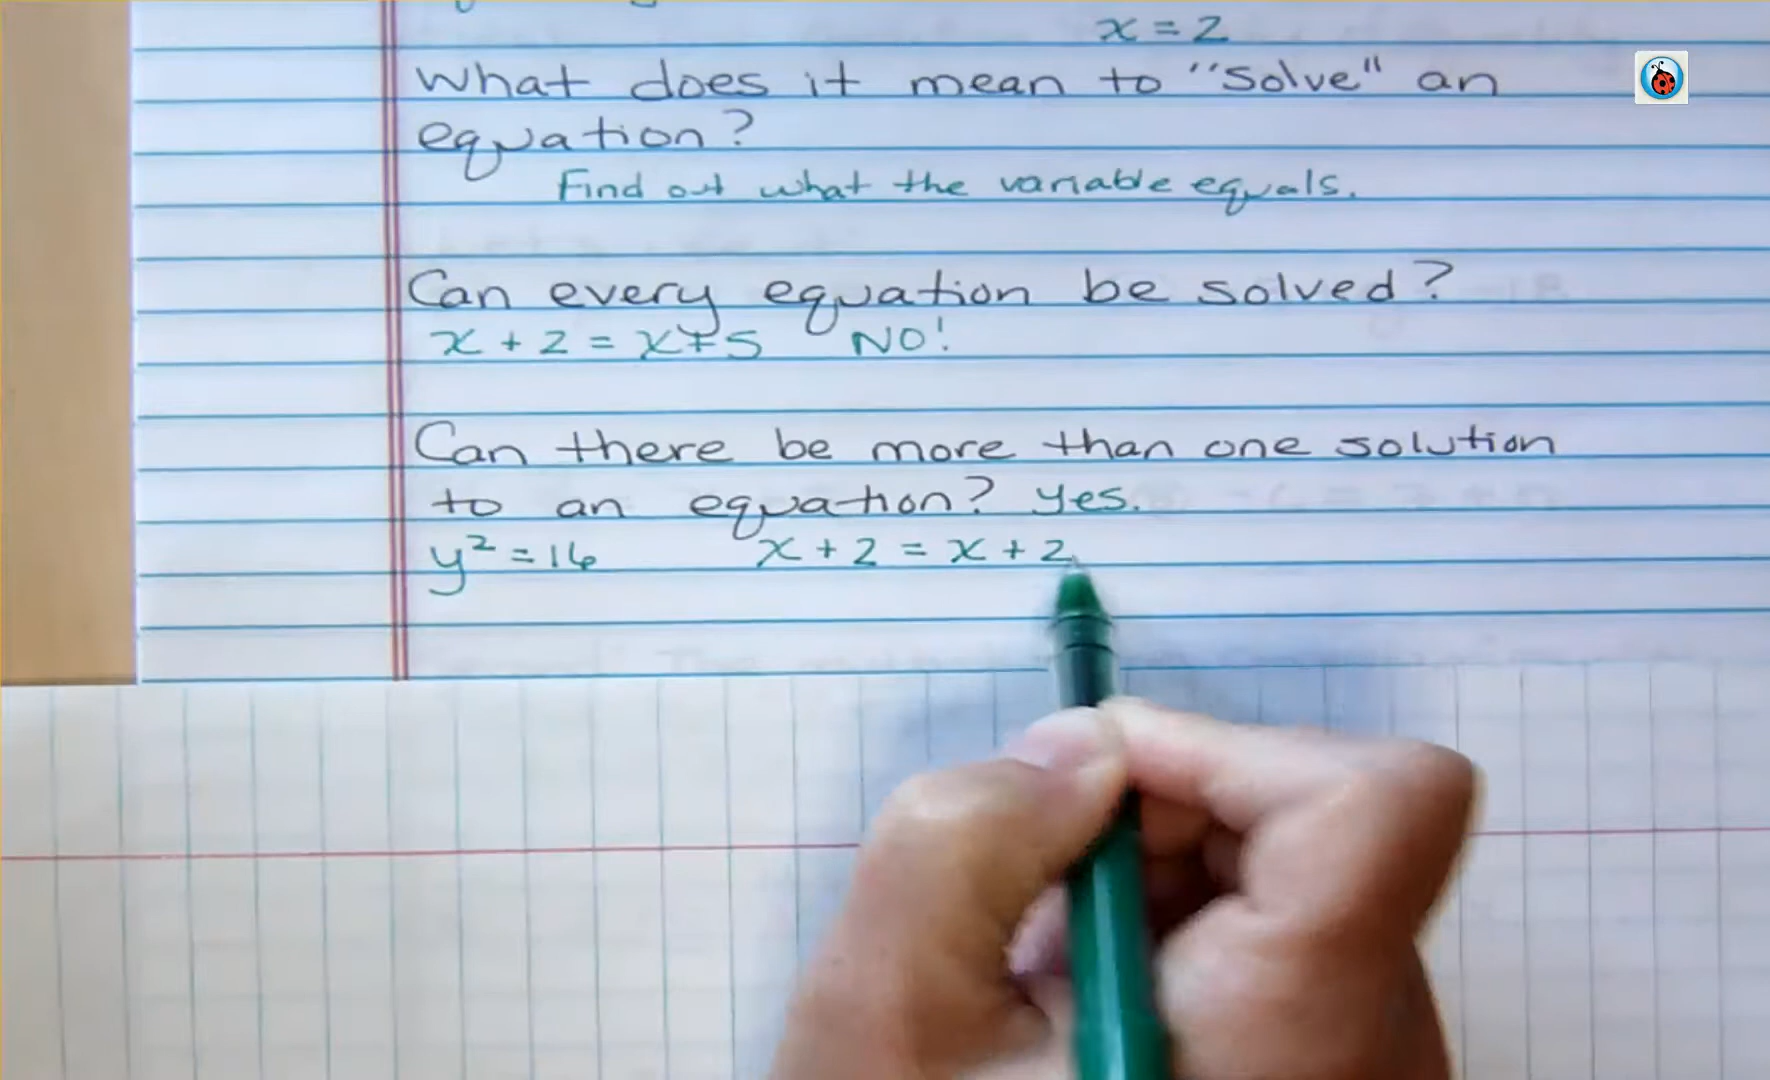 x = 2
What does it mean to "solve" an
equation?
Find out what the variable equals.
Can every equation be solved?
x + 2 = x + 5 NO!
Can there be more than one solution
to an equation? yes.
y² = 16 x + 2 = x + 2